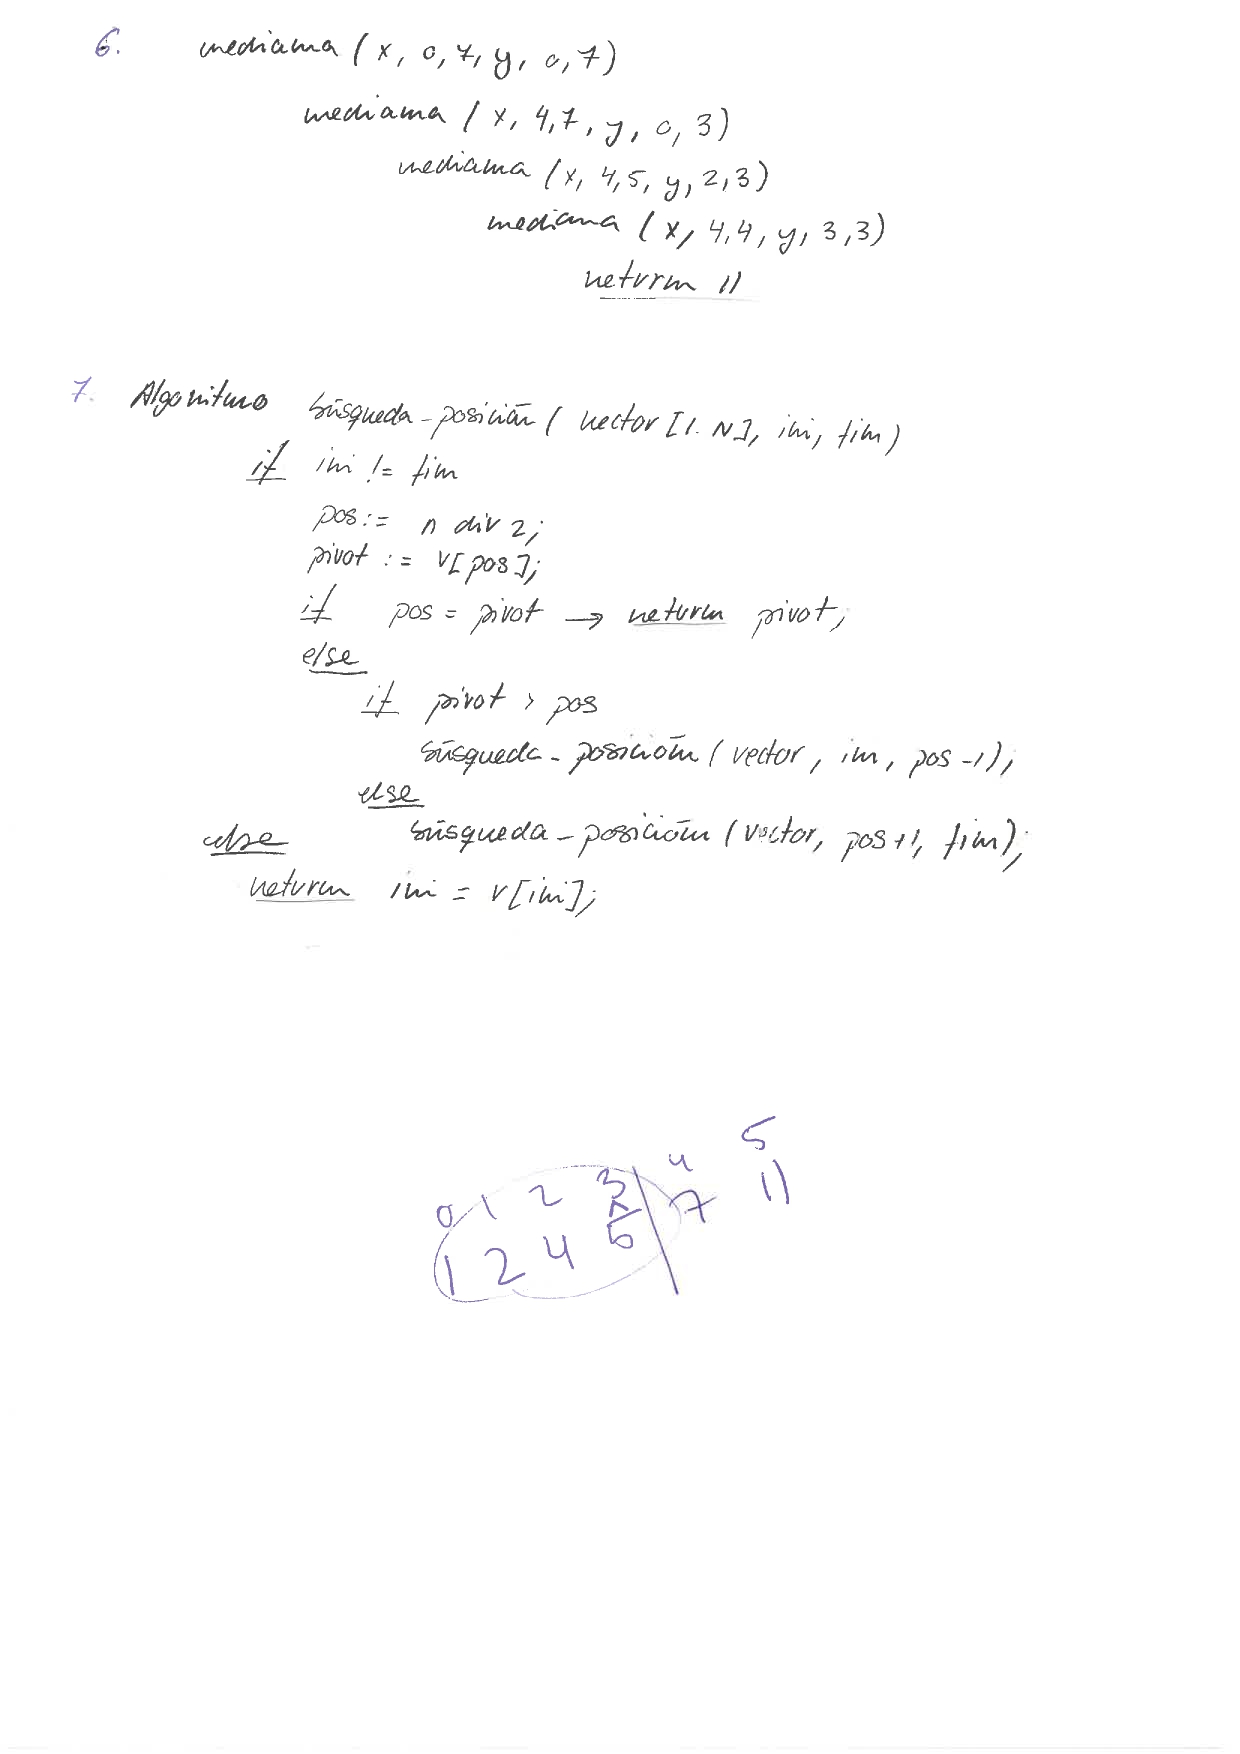 6. mediana (x, 0, 7, y, 0, 7)
mediana (x, 4, 7, y, 0, 3)
mediana (x, 4, 5, y, 2, 3)
mediana (x, 4, 4, y, 3, 3)
return 11
7. Algoritmo búsqueda-posición (vector [1..N], ini, fin)
if ini != fin
pos := n div 2;
pivot := v[pos];
if pos = pivot → return pivot;
else
if pivot > pos
búsqueda-posición (vector, ini, pos-1);
else
búsqueda-posición (vector, pos+1, fin);
else
return ini = v[ini];
0 1 2 3 4 5
1 2 4 7 11